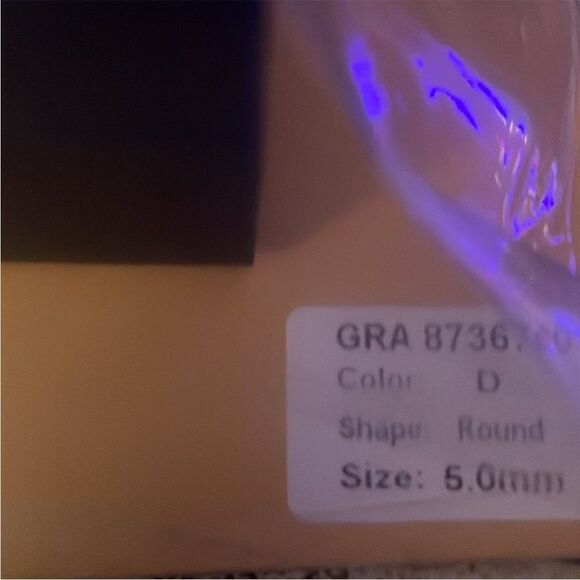 GRA 8736
Color D
Shape: Round
Size: 5.0mm